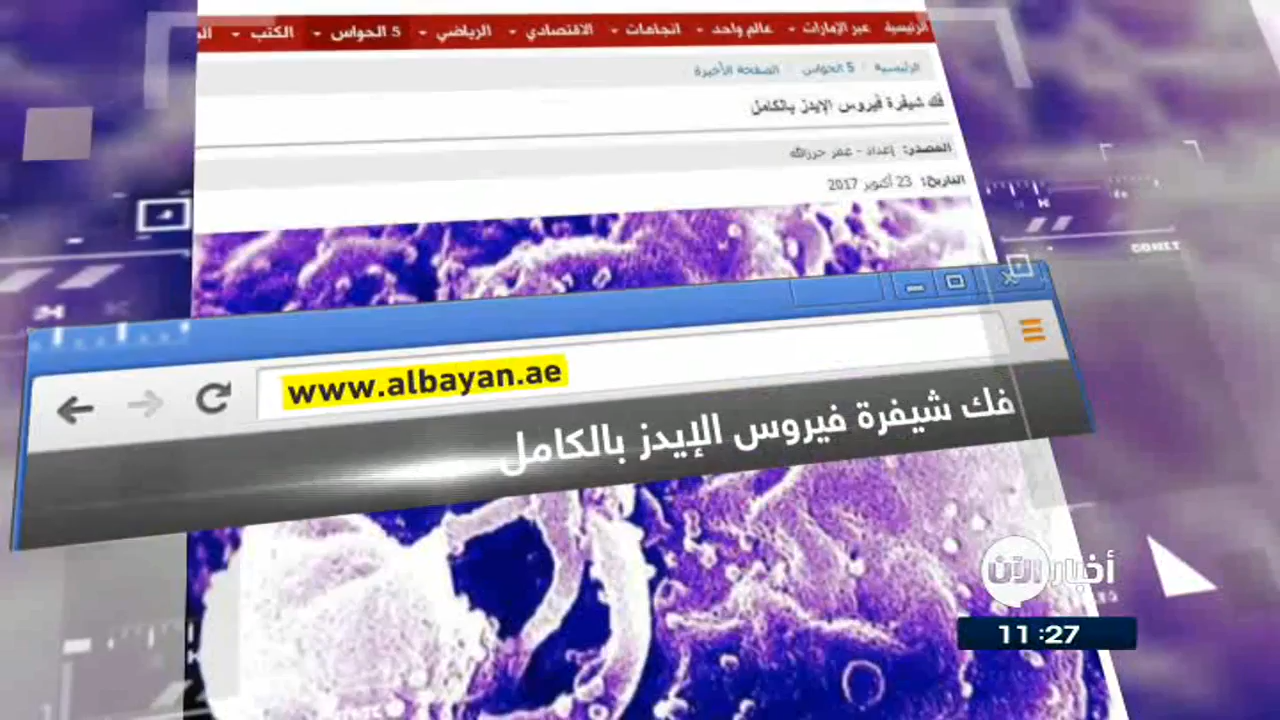 الرئيسية عبر الإمارات عالم واحد اتجاهات الاقتصادي الرياضي 5 الحواس الكتب
الرئيسية 5 الحواس الصفحة الأخيرة
فك شيفرة فيروس الإيدز بالكامل
المصدر: إعداد - عمر حرزالله
التاريخ: 23 أكتوبر 2017
www.albayan.ae
فك شيفرة فيروس الإيدز بالكامل
أخبار الآن
11:27